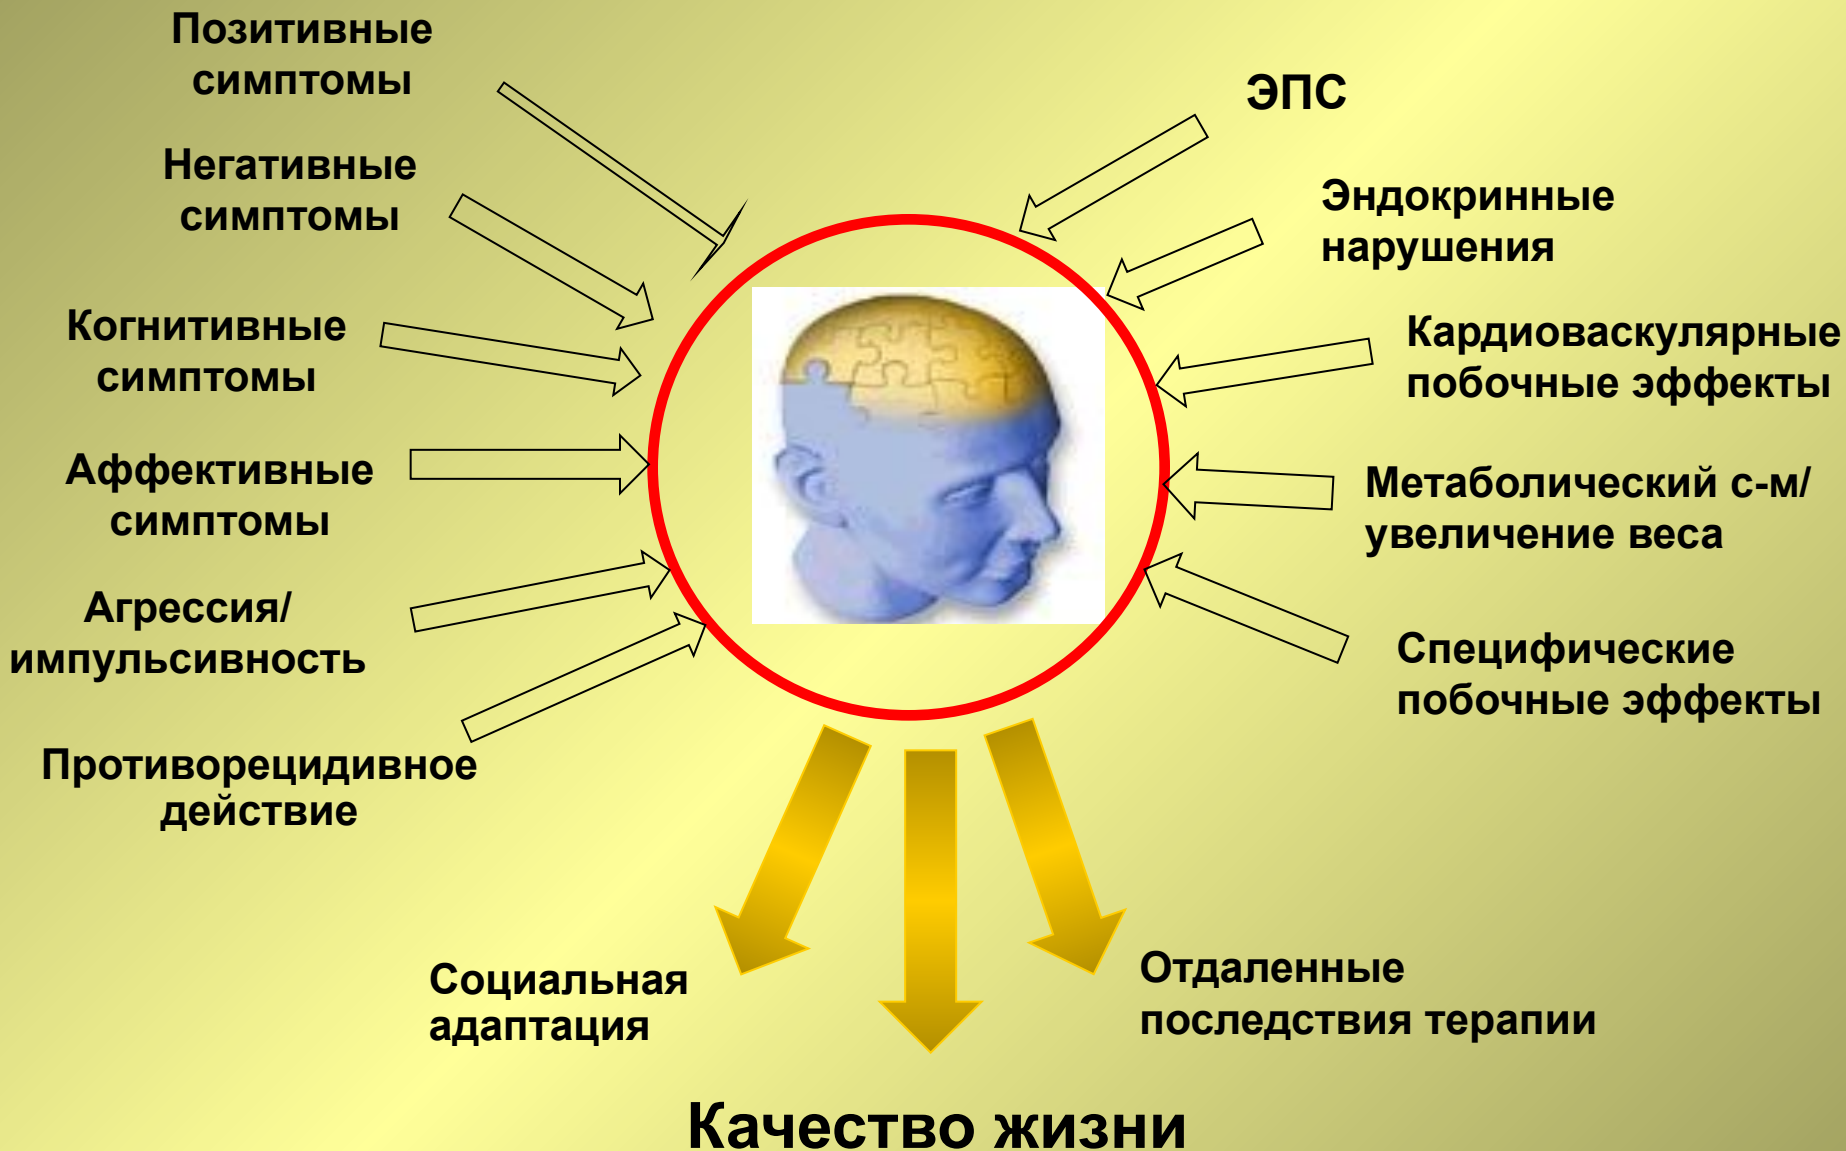 Позитивные
симптомы
Негативные
симптомы
Когнитивные
симптомы
Аффективные
симптомы
Агрессия/
импульсивность
Противорецидивное
действие
ЭПС
Эндокринные
нарушения
Кардиоваскулярные
побочные эффекты
Метаболический с-м/
увеличение веса
Специфические
побочные эффекты
Социальная
адаптация
Отдаленные
последствия терапии
Качество жизни